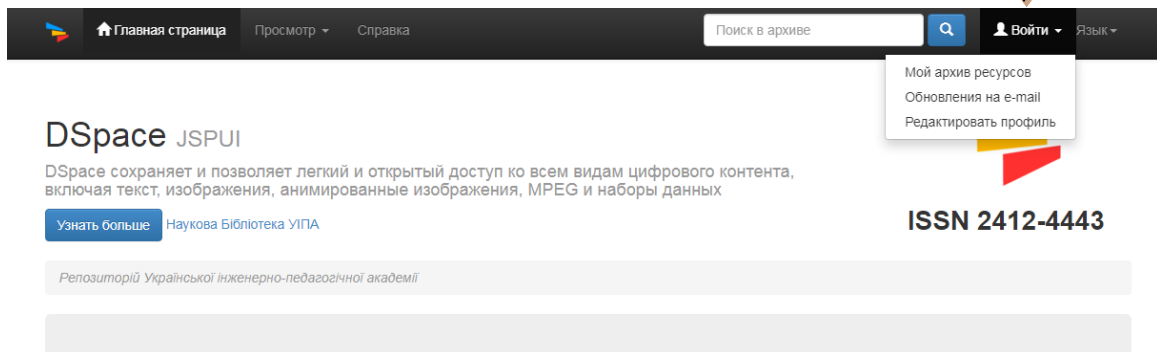 Главная страница Просмотр Справка Поиск в архиве Войти Язык
Мой архив ресурсов
Обновления на e-mail
Редактировать профиль
DSpace JSPUI
DSpace сохраняет и позволяет легкий и открытый доступ ко всем видам цифрового контента,
включая текст, изображения, анимированные изображения, MPEG и наборы данных
Узнать больше Наукова Бібліотека УІПА
ISSN 2412-4443
Репозиторій Української інженерно-педагогічної академії